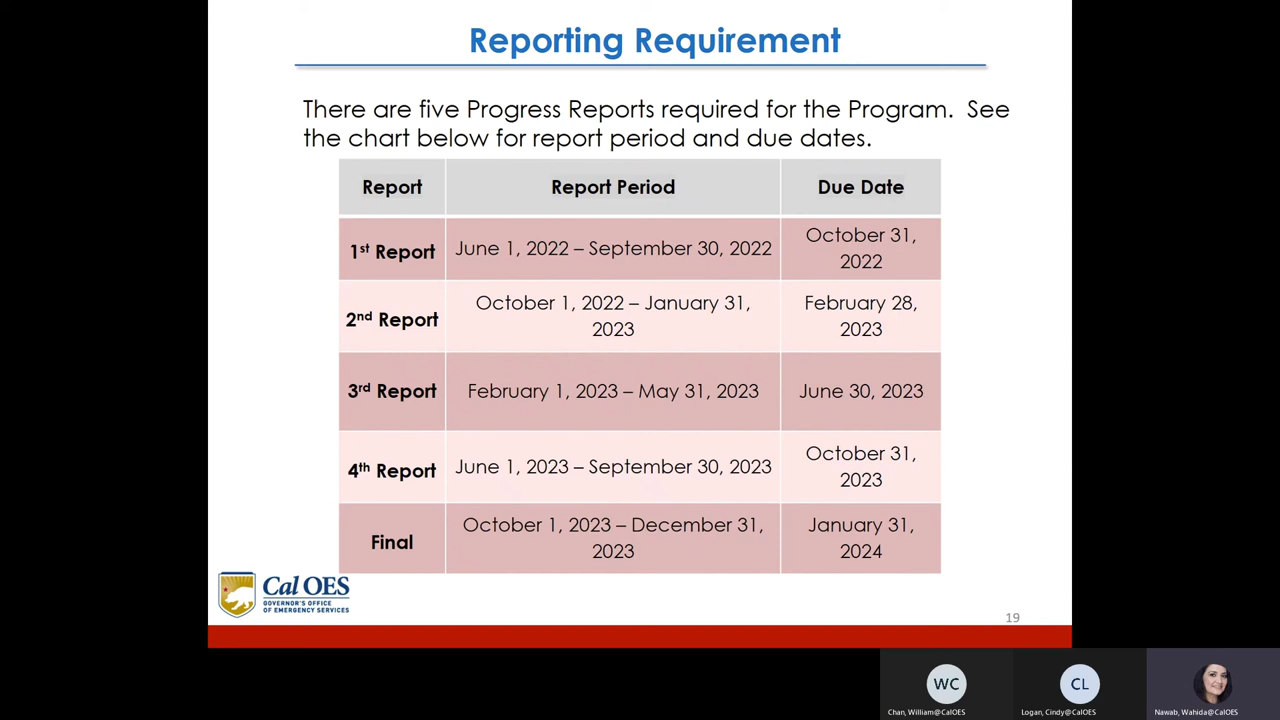 Reporting Requirement
There are five Progress Reports required for the Program.  See
the chart below for report period and due dates.
Report
Report Period
Due Date
1st Report
June 1, 2022 – September 30, 2022
October 31,
2022
2nd Report
October 1, 2022 – January 31,
2023
February 28,
2023
3rd Report
February 1, 2023 – May 31, 2023
June 30, 2023
4th Report
June 1, 2023 – September 30, 2023
October 31,
2023
Final
October 1, 2023 – December 31,
2023
January 31,
2024
Cal OES
GOVERNOR'S OFFICE
OF EMERGENCY SERVICES
19
WC
Chan, William@CalOES
CL
Logan, Cindy@CalOES
Nawab, Wahida@CalOES